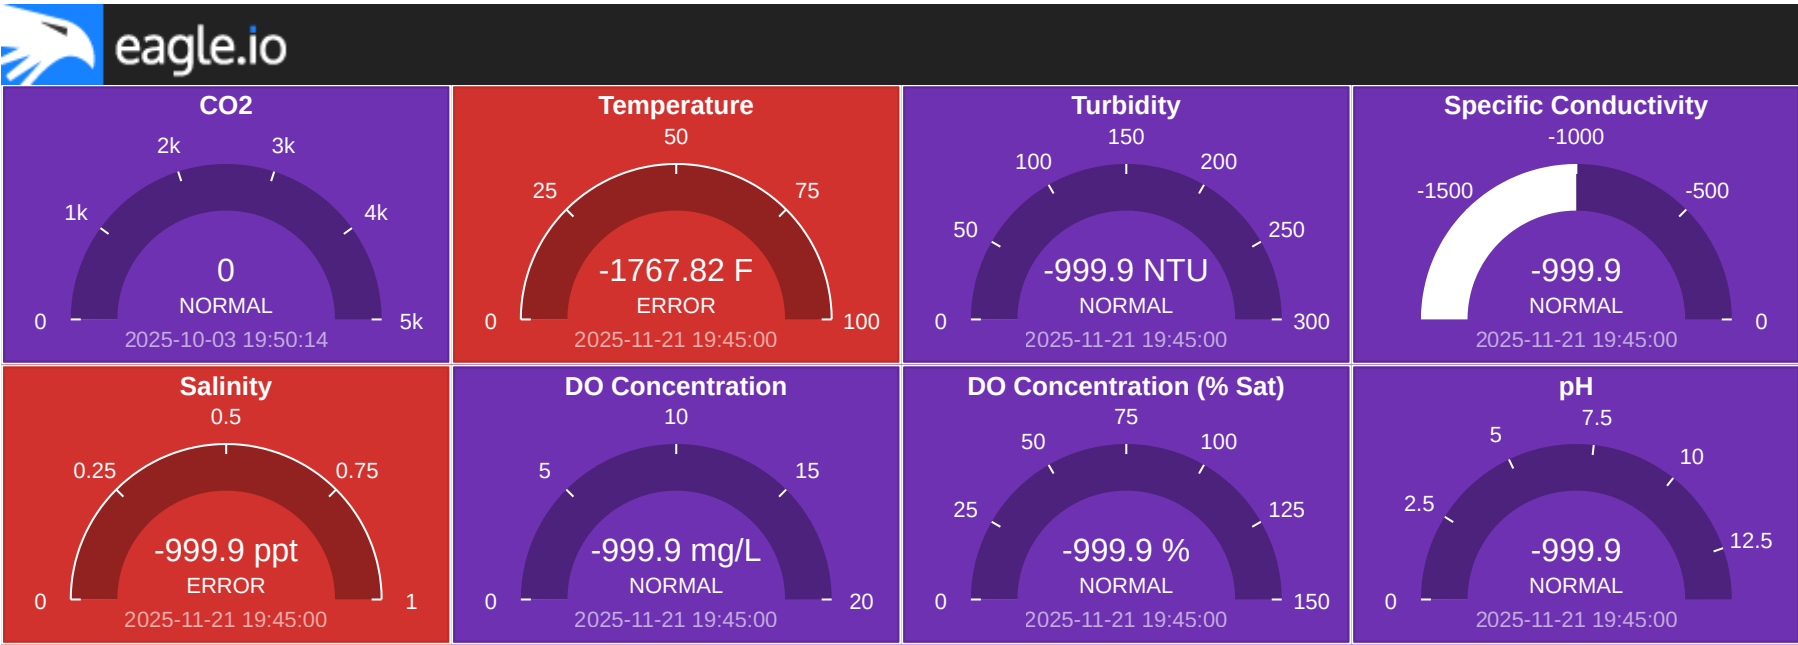 eagle.io
CO2
2k
3k
1k
4k
0
NORMAL
0
5k
2025-10-03 19:50:14
Temperature
50
25
75
-1767.82 F
ERROR
0
100
2025-11-21 19:45:00
Turbidity
150
100
200
50
250
-999.9 NTU
NORMAL
0
300
2025-11-21 19:45:00
Specific Conductivity
-1000
-1500
-500
-999.9
NORMAL
0
2025-11-21 19:45:00
Salinity
0.5
0.25
0.75
-999.9 ppt
ERROR
0
1
2025-11-21 19:45:00
DO Concentration
10
5
15
-999.9 mg/L
NORMAL
0
20
2025-11-21 19:45:00
DO Concentration (% Sat)
75
50
100
25
125
-999.9 %
NORMAL
0
150
2025-11-21 19:45:00
pH
7.5
5
10
2.5
12.5
-999.9
NORMAL
0
2025-11-21 19:45:00